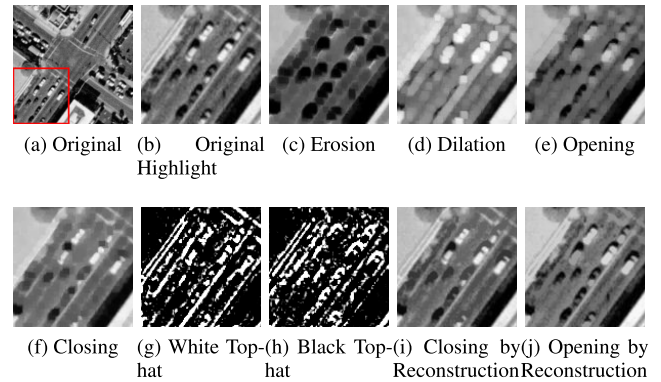 (a) Original
(b) Original
Highlight
(c) Erosion
(d) Dilation
(e) Opening
(f) Closing
(g) White Top-
hat
(h) Black Top-
hat
(i) Closing by
Reconstruction
(j) Opening by
Reconstruction